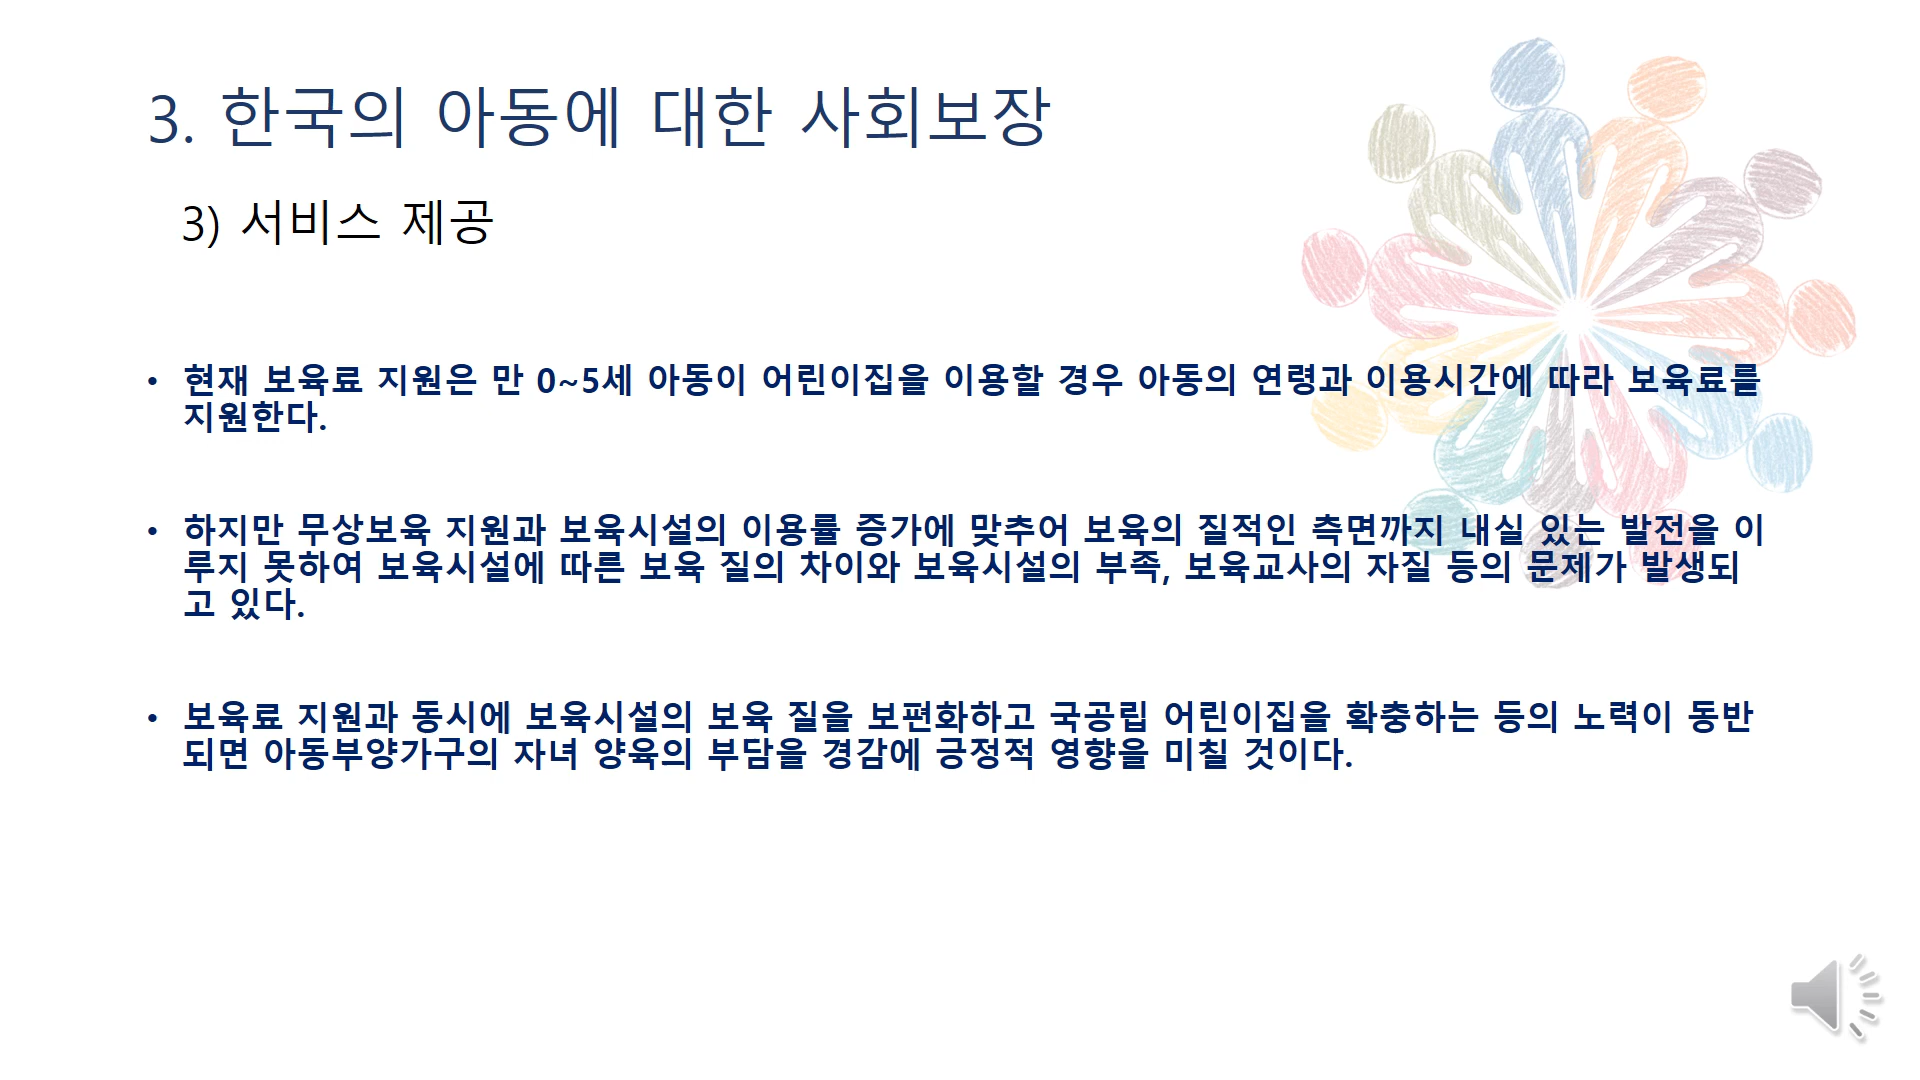 3. 한국의 아동에 대한 사회보장
3) 서비스 제공
• 현재 보육료 지원은 만 0~5세 아동이 어린이집을 이용할 경우 아동의 연령과 이용시간에 따라 보육료를
지원한다.
• 하지만 무상보육 지원과 보육시설의 이용률 증가에 맞추어 보육의 질적인 측면까지 내실 있는 발전을 이
루지 못하여 보육시설에 따른 보육 질의 차이와 보육시설의 부족, 보육교사의 자질 등의 문제가 발생되
고 있다.
• 보육료 지원과 동시에 보육시설의 보육 질을 보편화하고 국공립 어린이집을 확충하는 등의 노력이 동반
되면 아동부양가구의 자녀 양육의 부담을 경감에 긍정적 영향을 미칠 것이다.